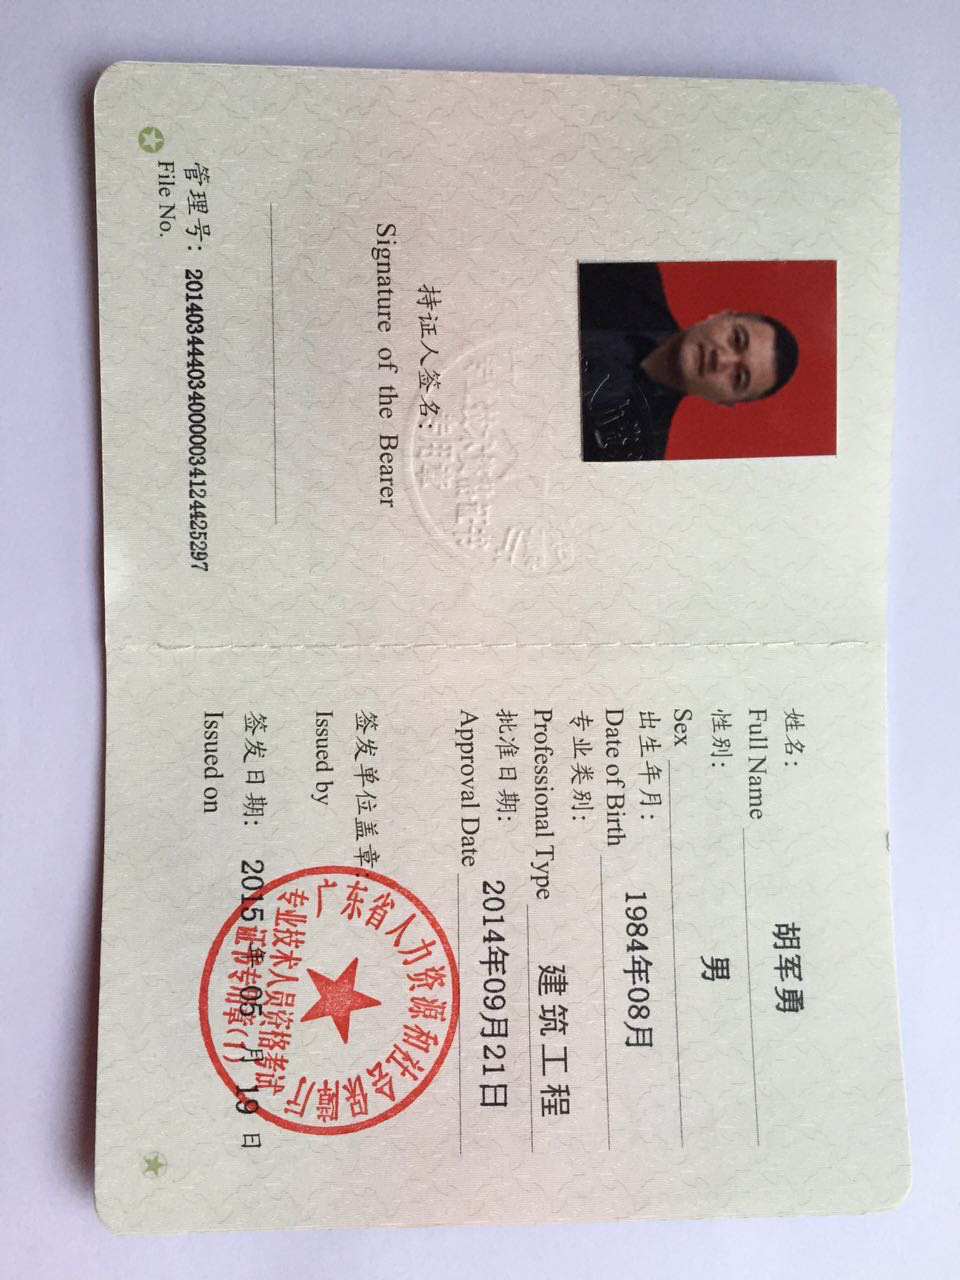 持证人签名：
Signature of the Bearer
管理号：2014034440340000034124425297
File No.
姓名：
Full Name
胡军勇
性别：
Sex
男
出生年月：
Date of Birth
1984年08月
专业类别：
Professional Type
建筑工程
批准日期：
Approval Date
2014年09月21日
签发单位盖章：
Issued by
广东省人力资源和社会保障厅
专业技术人员资格考试
证书专用章(1)
签发日期：2015年05月19日
Issued on